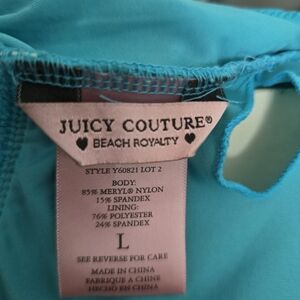 JUICY COUTURE®
♥ BEACH ROYALTY ♥
STYLE Y60821 LOT 2
BODY:
85% MERYL® NYLON
15% SPANDEX
LINING:
76% POLYESTER
24% SPANDEX
L
SEE REVERSE FOR CARE
MADE IN CHINA
FABRIQUE A CHINE
HECHO EN CHINA